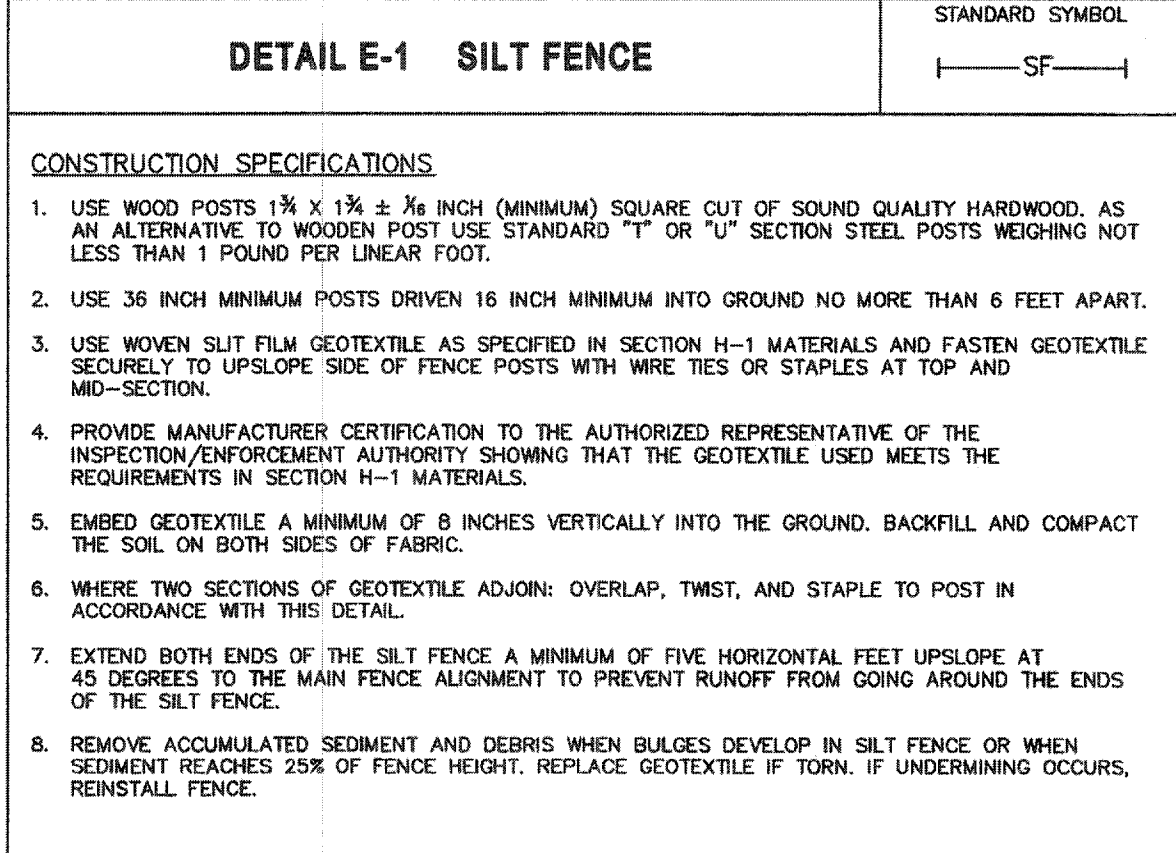 STANDARD SYMBOL
DETAIL E-1 SILT FENCE
SF
CONSTRUCTION SPECIFICATIONS
1. USE WOOD POSTS 1¾ X 1¾ ± 1/16 INCH (MINIMUM) SQUARE CUT OF SOUND QUALITY HARDWOOD. AS
AN ALTERNATIVE TO WOODEN POST USE STANDARD "T" OR "U" SECTION STEEL POSTS WEIGHING NOT
LESS THAN 1 POUND PER LINEAR FOOT.
2. USE 36 INCH MINIMUM POSTS DRIVEN 16 INCH MINIMUM INTO GROUND NO MORE THAN 6 FEET APART.
3. USE WOVEN SLIT FILM GEOTEXTILE AS SPECIFIED IN SECTION H-1 MATERIALS AND FASTEN GEOTEXTILE
SECURELY TO UPSLOPE SIDE OF FENCE POSTS WITH WIRE TIES OR STAPLES AT TOP AND
MID-SECTION.
4. PROVIDE MANUFACTURER CERTIFICATION TO THE AUTHORIZED REPRESENTATIVE OF THE
INSPECTION/ENFORCEMENT AUTHORITY SHOWING THAT THE GEOTEXTILE USED MEETS THE
REQUIREMENTS IN SECTION H-1 MATERIALS.
5. EMBED GEOTEXTILE A MINIMUM OF 8 INCHES VERTICALLY INTO THE GROUND. BACKFILL AND COMPACT
THE SOIL ON BOTH SIDES OF FABRIC.
6. WHERE TWO SECTIONS OF GEOTEXTILE ADJOIN: OVERLAP, TWIST, AND STAPLE TO POST IN
ACCORDANCE WITH THIS DETAIL.
7. EXTEND BOTH ENDS OF THE SILT FENCE A MINIMUM OF FIVE HORIZONTAL FEET UPSLOPE AT
45 DEGREES TO THE MAIN FENCE ALIGNMENT TO PREVENT RUNOFF FROM GOING AROUND THE ENDS
OF THE SILT FENCE.
8. REMOVE ACCUMULATED SEDIMENT AND DEBRIS WHEN BULGES DEVELOP IN SILT FENCE OR WHEN
SEDIMENT REACHES 25% OF FENCE HEIGHT. REPLACE GEOTEXTILE IF TORN. IF UNDERMINING OCCURS,
REINSTALL FENCE.